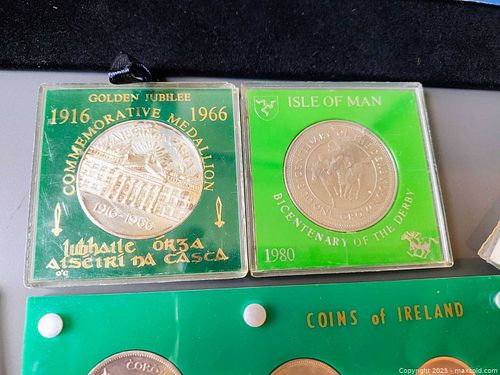 GOLDEN JUBILEE
1916 1966
COMMEMORATIVE MEDALLION
1916-1966
Iubhaile órga
aiséirí na cásca
ISLE OF MAN
BICENTENARY OF THE DERBY
1980
COINS of IRELAND
Copyright 2025 - maxsold.com